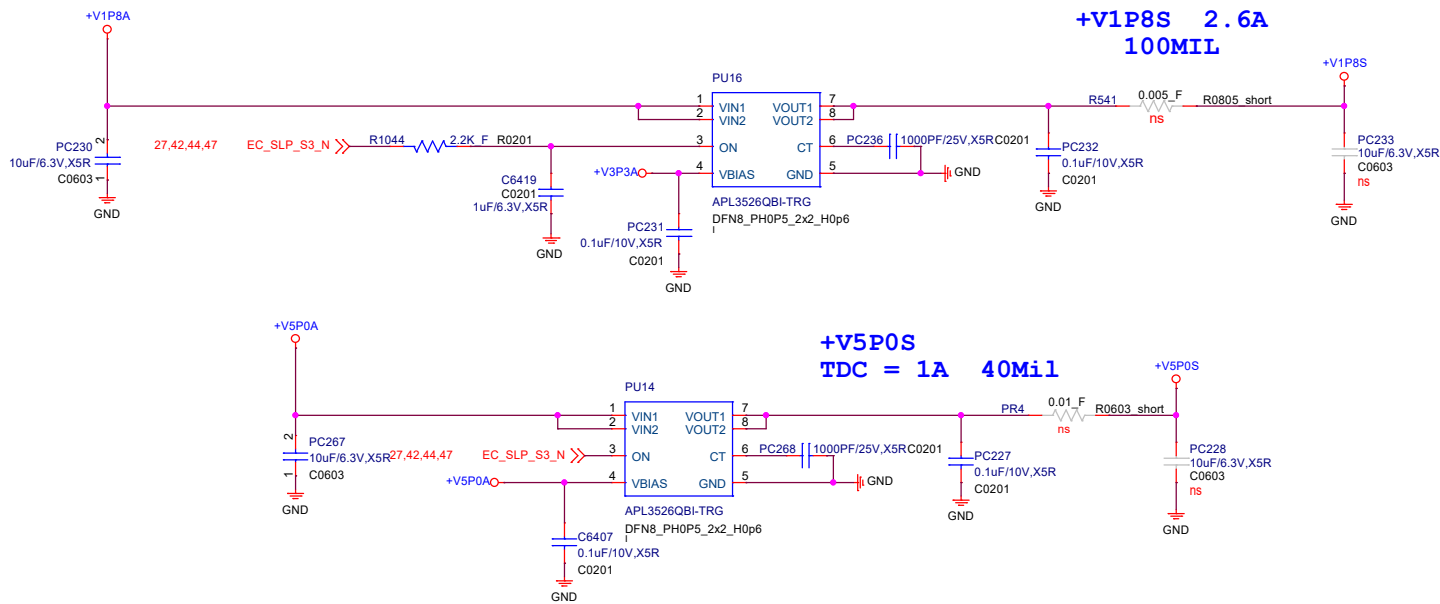 +V1P8A
+V1P8S 2.6A
100MIL
+V1P8S
PU16
1 VIN1 VOUT1 7
2 VIN2 VOUT2 8
R541 0.005_F R0805_short
ns
PC230
10uF/6.3V,X5R
C0603
2
1
GND
27,42,44,47 EC_SLP_S3_N R1044 2.2K_F R0201
3 ON CT 6
PC236 1000PF/25V,X5R C0201
+V3P3A
4 VBIAS GND 5
GND
C6419
C0201
1uF/6.3V,X5R
GND
PC231
0.1uF/10V,X5R
C0201
GND
APL3526QBI-TRG
DFN8_PH0P5_2x2_H0p6
PC232
0.1uF/10V,X5R
C0201
GND
PC233
10uF/6.3V,X5R
C0603
ns
GND
+V5P0A
+V5P0S
TDC = 1A 40Mil
+V5P0S
PU14
1 VIN1 VOUT1 7
2 VIN2 VOUT2 8
PR4 0.01_F R0603_short
ns
PC267
10uF/6.3V,X5R
C0603
2
1
GND
27,42,44,47 EC_SLP_S3_N
3 ON CT 6
PC268 1000PF/25V,X5R C0201
+V5P0A
4 VBIAS GND 5
GND
APL3526QBI-TRG
DFN8_PH0P5_2x2_H0p6
C6407
0.1uF/10V,X5R
C0201
GND
PC227
0.1uF/10V,X5R
C0201
GND
PC228
10uF/6.3V,X5R
C0603
ns
GND